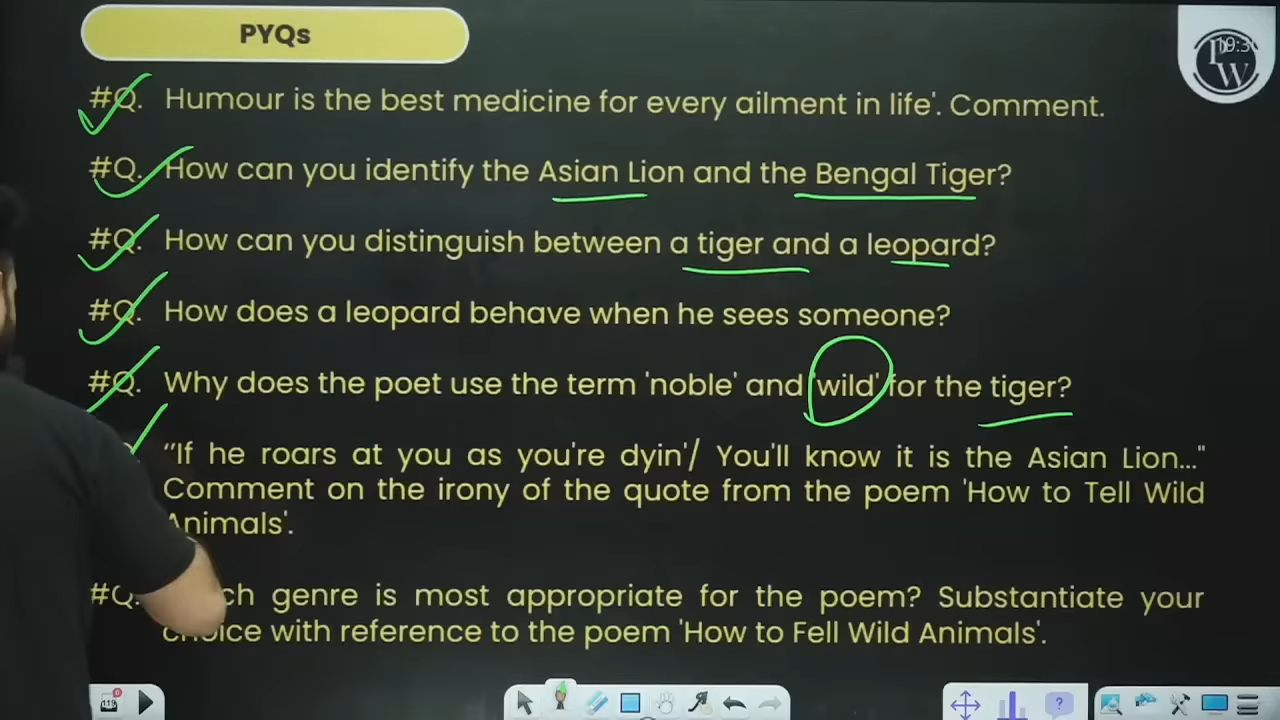 PYQs
19:3
W
#Q. Humour is the best medicine for every ailment in life'. Comment.
#Q. How can you identify the Asian Lion and the Bengal Tiger?
#Q. How can you distinguish between a tiger and a leopard?
#Q. How does a leopard behave when he sees someone?
#Q. Why does the poet use the term 'noble' and 'wild' for the tiger?
"If he roars at you as you're dyin'/ You'll know it is the Asian Lion..."
Comment on the irony of the quote from the poem 'How to Tell Wild
Animals'.
#Q. genre is most appropriate for the poem? Substantiate your
choice with reference to the poem 'How to Fell Wild Animals'.
119
?